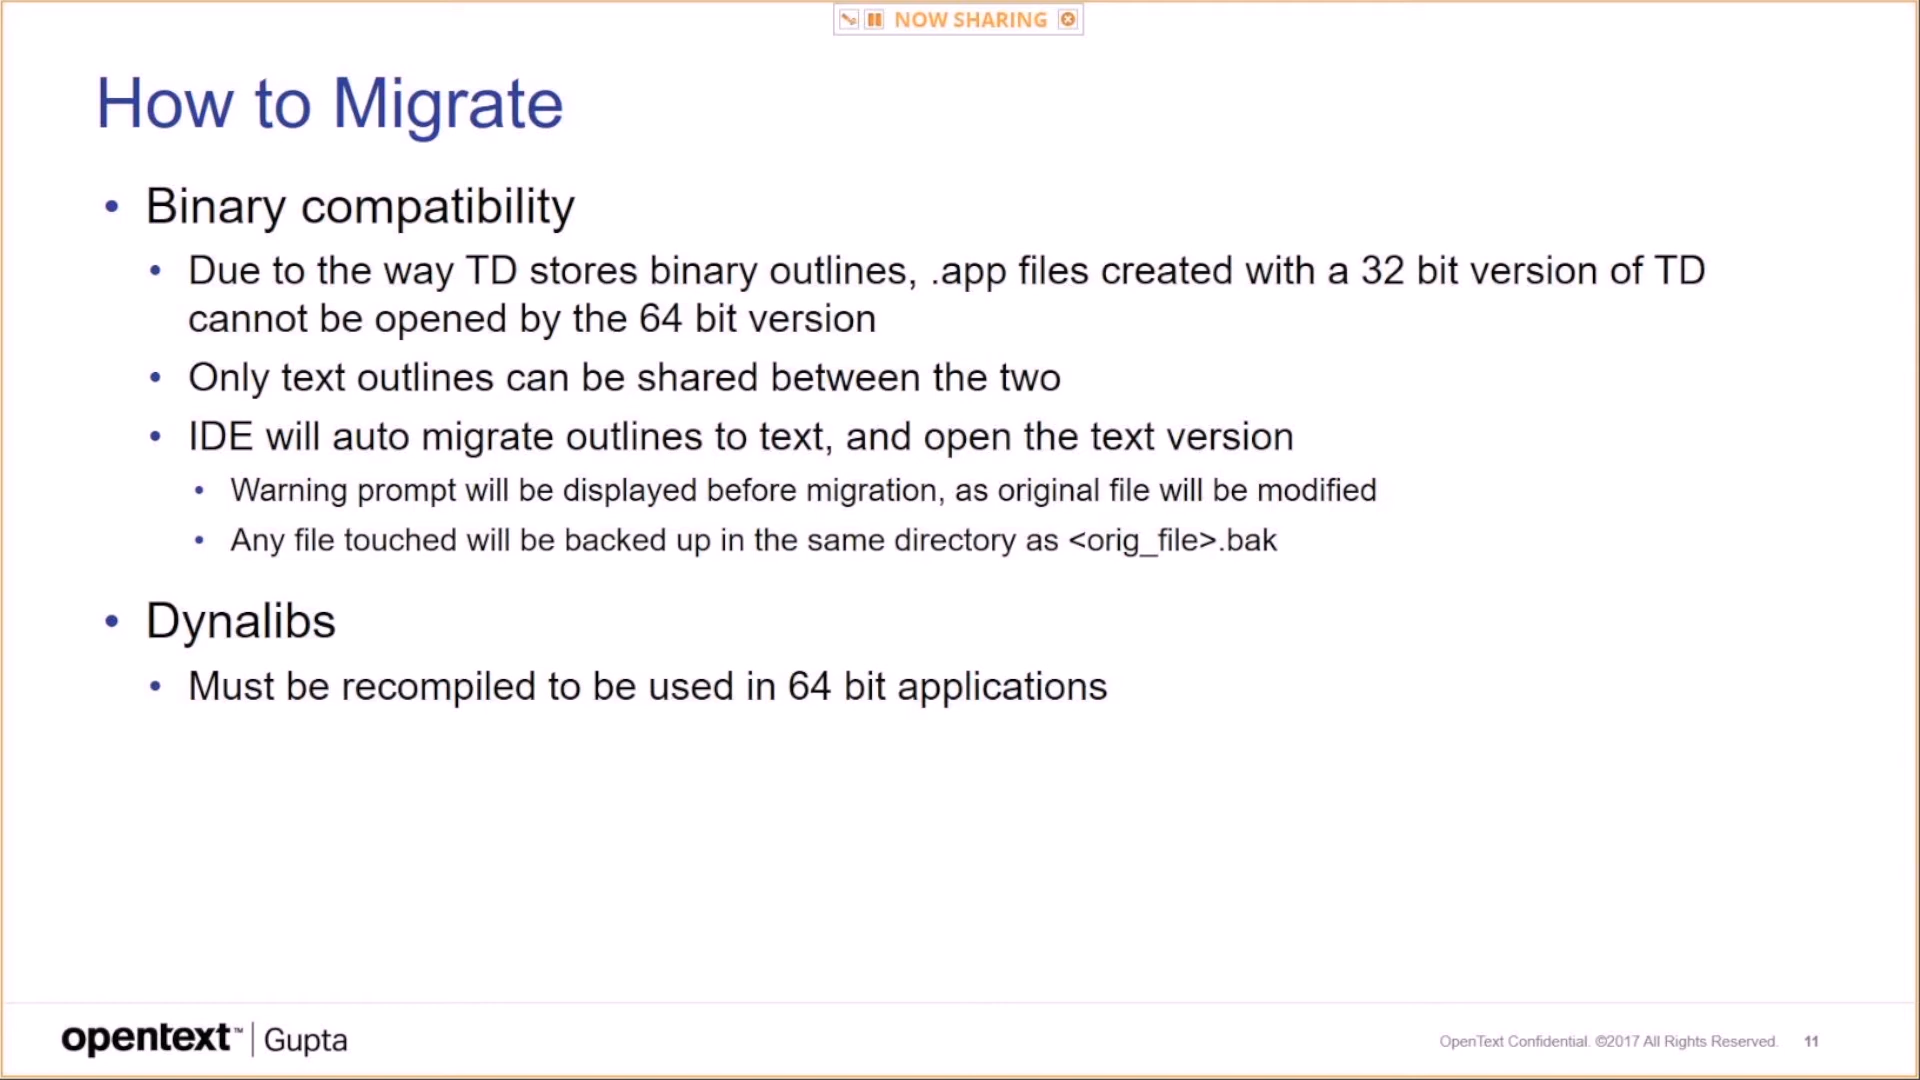 NOW SHARING
How to Migrate
• Binary compatibility
• Due to the way TD stores binary outlines, .app files created with a 32 bit version of TD
cannot be opened by the 64 bit version
• Only text outlines can be shared between the two
• IDE will auto migrate outlines to text, and open the text version
• Warning prompt will be displayed before migration, as original file will be modified
• Any file touched will be backed up in the same directory as <orig_file>.bak
• Dynalibs
• Must be recompiled to be used in 64 bit applications
opentext™ | Gupta
OpenText Confidential. ©2017 All Rights Reserved. 11